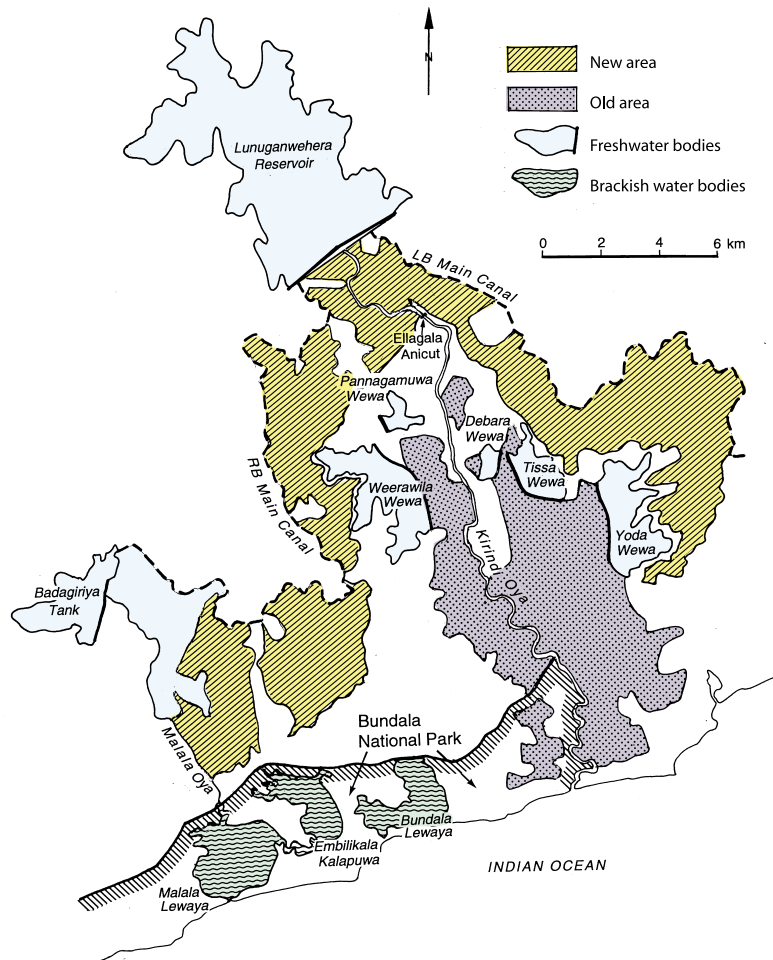 N
New area
Old area
Freshwater bodies
Brackish water bodies
0 2 4 6 km
Lunuganwehera
Reservoir
LB Main Canal
Ellagala
Anicut
Pannagamuwa
Wewa
Debara
Wewa
Tissa
Wewa
Weerawila
Wewa
RB Main Canal
Yoda
Wewa
Kirindi Oya
Badagiriya
Tank
Malala Oya
Bundala
National Park
Bundala
Lewaya
Embilikala
Kalapuwa
Malala
Lewaya
INDIAN OCEAN